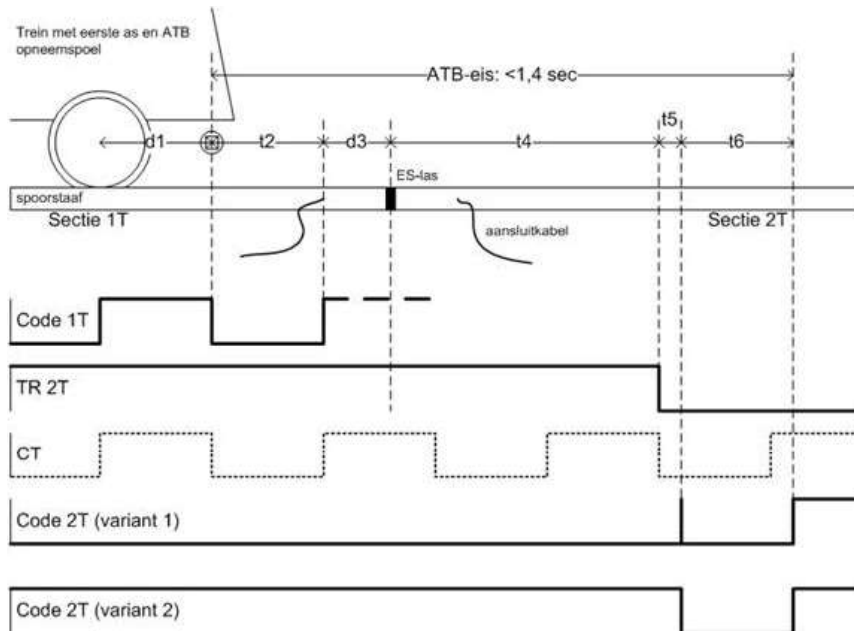 Trein met eerste as en ATB
opneemspoel
ATB-eis: <1,4 sec
t5
d1
t2
d3
t4
t6
ES-las
spoorstaaf
Sectie 1T
aansluitkabel
Sectie 2T
Code 1T
TR 2T
CT
Code 2T (variant 1)
Code 2T (variant 2)